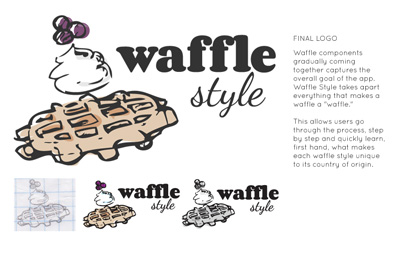 waffle
style
FINAL LOGO
Waffle components
gradually coming
together captures the
overall goal of the app.
Waffle Style takes apart
everything that makes a
waffle a "waffle."
This allows users go
through the process, step
by step and quickly learn,
first hand, what makes
each waffle style unique
to its country of origin.
waffle
style
waffle
style